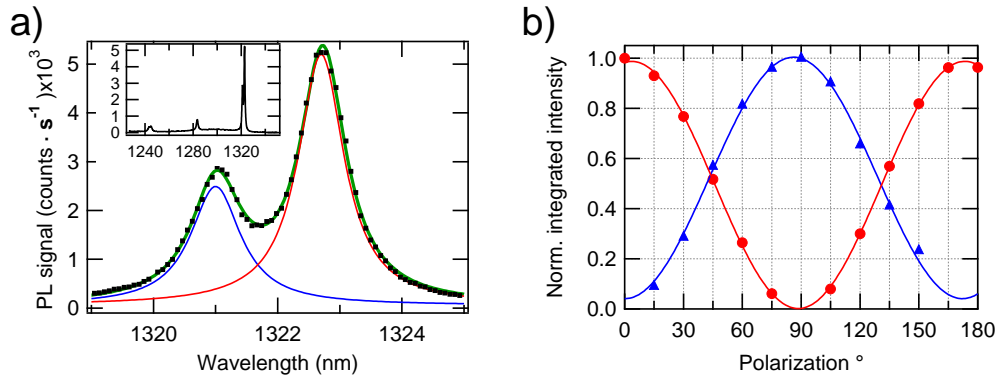 a)
PL signal (counts · s⁻¹ )x10³
5
4
3
2
1
0
5
4
3
2
1
0
1240 1280 1320
1320 1322 1324
Wavelength (nm)
b)
Norm. integrated intensity
1.0
0.8
0.6
0.4
0.2
0.0
0 30 60 90 120 150 180
Polarization °